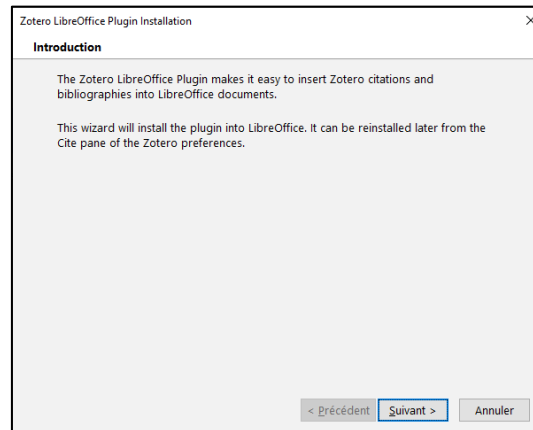 Zotero LibreOffice Plugin Installation
Introduction
The Zotero LibreOffice Plugin makes it easy to insert Zotero citations and
bibliographies into LibreOffice documents.
This wizard will install the plugin into LibreOffice. It can be reinstalled later from the
Cite pane of the Zotero preferences.
< Précédent Suivant > Annuler